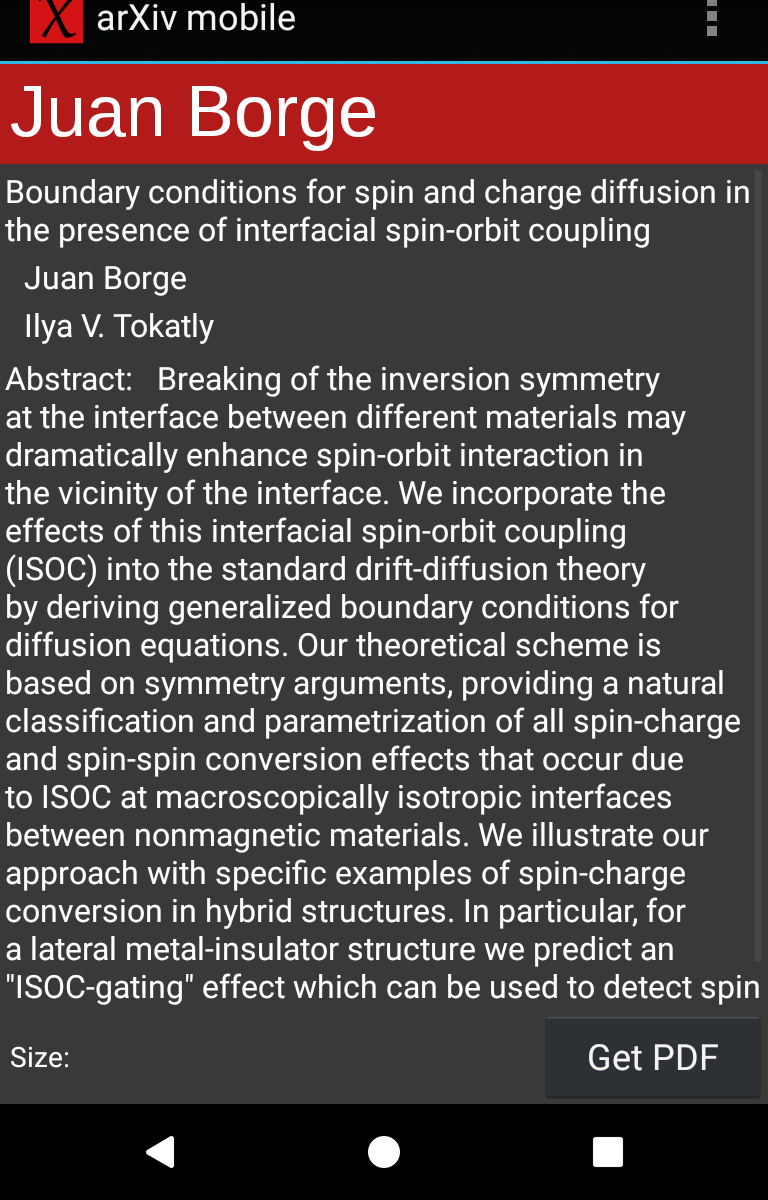 arXiv mobile
Juan Borge
Boundary conditions for spin and charge diffusion in
the presence of interfacial spin-orbit coupling
Juan Borge
Ilya V. Tokatly
Abstract: Breaking of the inversion symmetry
at the interface between different materials may
dramatically enhance spin-orbit interaction in
the vicinity of the interface. We incorporate the
effects of this interfacial spin-orbit coupling
(ISOC) into the standard drift-diffusion theory
by deriving generalized boundary conditions for
diffusion equations. Our theoretical scheme is
based on symmetry arguments, providing a natural
classification and parametrization of all spin-charge
and spin-spin conversion effects that occur due
to ISOC at macroscopically isotropic interfaces
between nonmagnetic materials. We illustrate our
approach with specific examples of spin-charge
conversion in hybrid structures. In particular, for
a lateral metal-insulator structure we predict an
"ISOC-gating" effect which can be used to detect spin
Size:
Get PDF